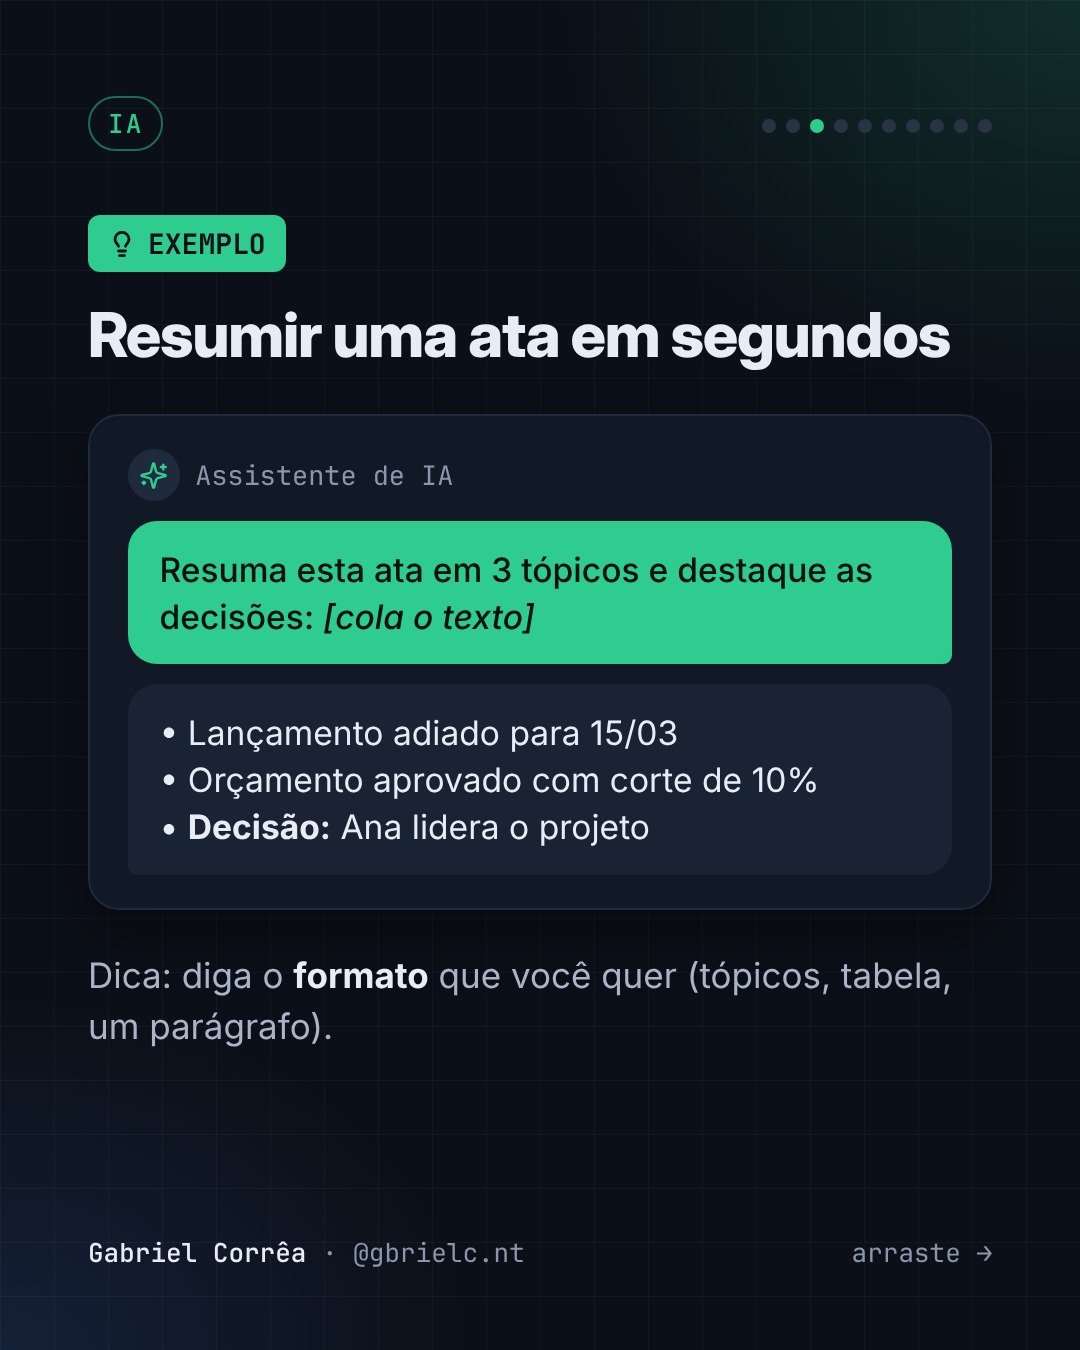 IA
EXEMPLO
Resumir uma ata em segundos
Assistente de IA
Resuma esta ata em 3 tópicos e destaque as
decisões: [cola o texto]
• Lançamento adiado para 15/03
• Orçamento aprovado com corte de 10%
• Decisão: Ana lidera o projeto
Dica: diga o formato que você quer (tópicos, tabela,
um parágrafo).
Gabriel Corrêa · @gbrielc.nt
arraste →